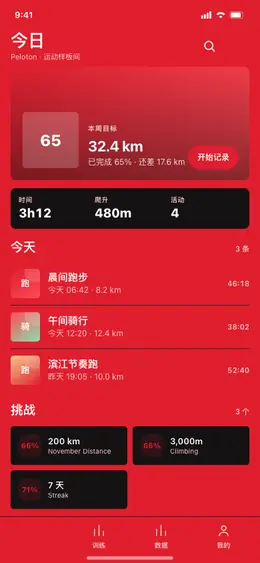 9:41
今日
Peloton · 运动样板间
65
本周目标
32.4 km
已完成 65% · 还差 17.6 km
开始记录
时间 爬升 活动
3h12 480m 4
今天 3 条
跑 晨间跑步 46:18
今天 06:42 · 8.2 km
骑 午间骑行 38:02
今天 12:20 · 12.4 km
跑 滨江节奏跑 52:40
昨天 19:05 · 10.0 km
挑战 3 个
66% 200 km
November Distance
68% 3,000m
Climbing
71% 7 天
Streak
训练 数据 我的